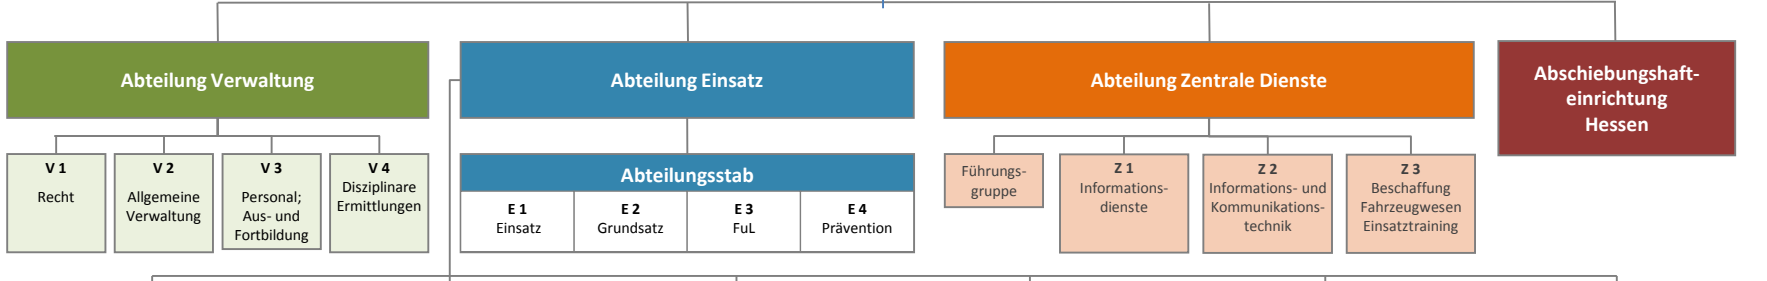 Abteilung Verwaltung
Abteilung Einsatz
Abteilung Zentrale Dienste
Abschiebungshaft-
einrichtung
Hessen
V 1
Recht
V 2
Allgemeine
Verwaltung
V 3
Personal;
Aus- und
Fortbildung
V 4
Disziplinare
Ermittlungen
Abteilungsstab
E 1
Einsatz
E 2
Grundsatz
E 3
FuL
E 4
Prävention
Führungs-
gruppe
Z 1
Informations-
dienste
Z 2
Informations- und
Kommunikations-
technik
Z 3
Beschaffung
Fahrzeugwesen
Einsatztraining